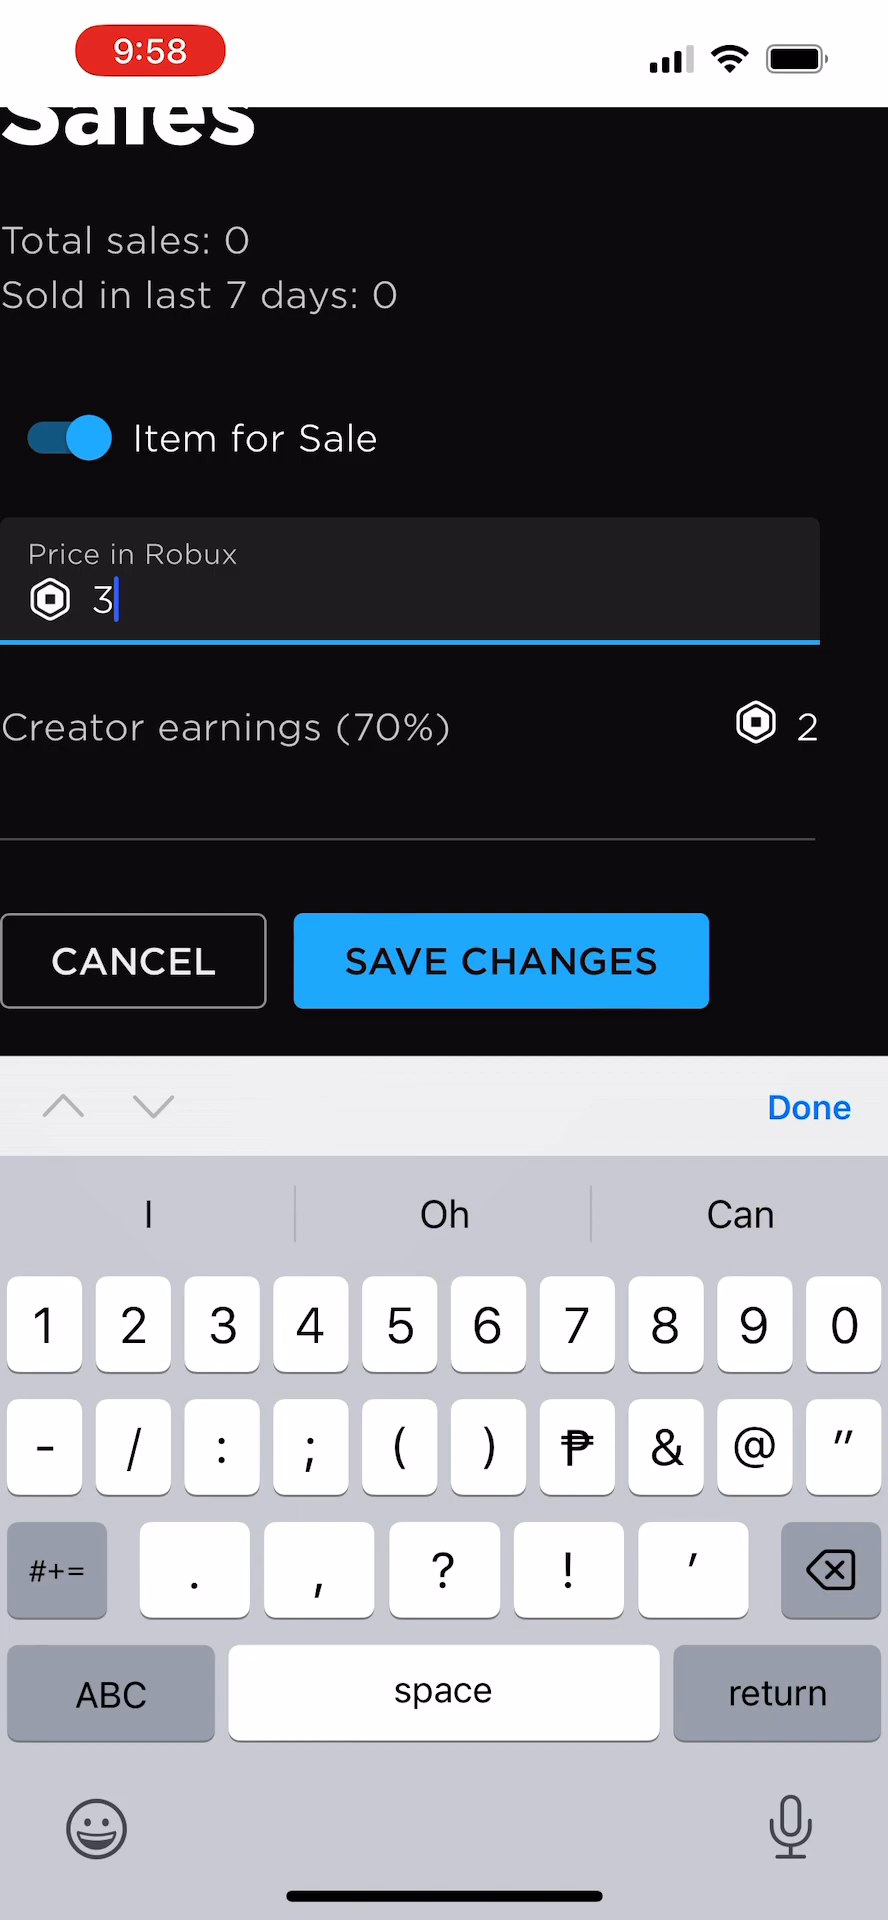 9:58
Sales
Total sales: 0
Sold in last 7 days: 0
Item for Sale
Price in Robux
3
Creator earnings (70%)
2
CANCEL
SAVE CHANGES
Done
I
Oh
Can
1 2 3 4 5 6 7 8 9 0
- / : ; ( ) ₱ & @ "
#+= . , ? ! '
ABC
space
return